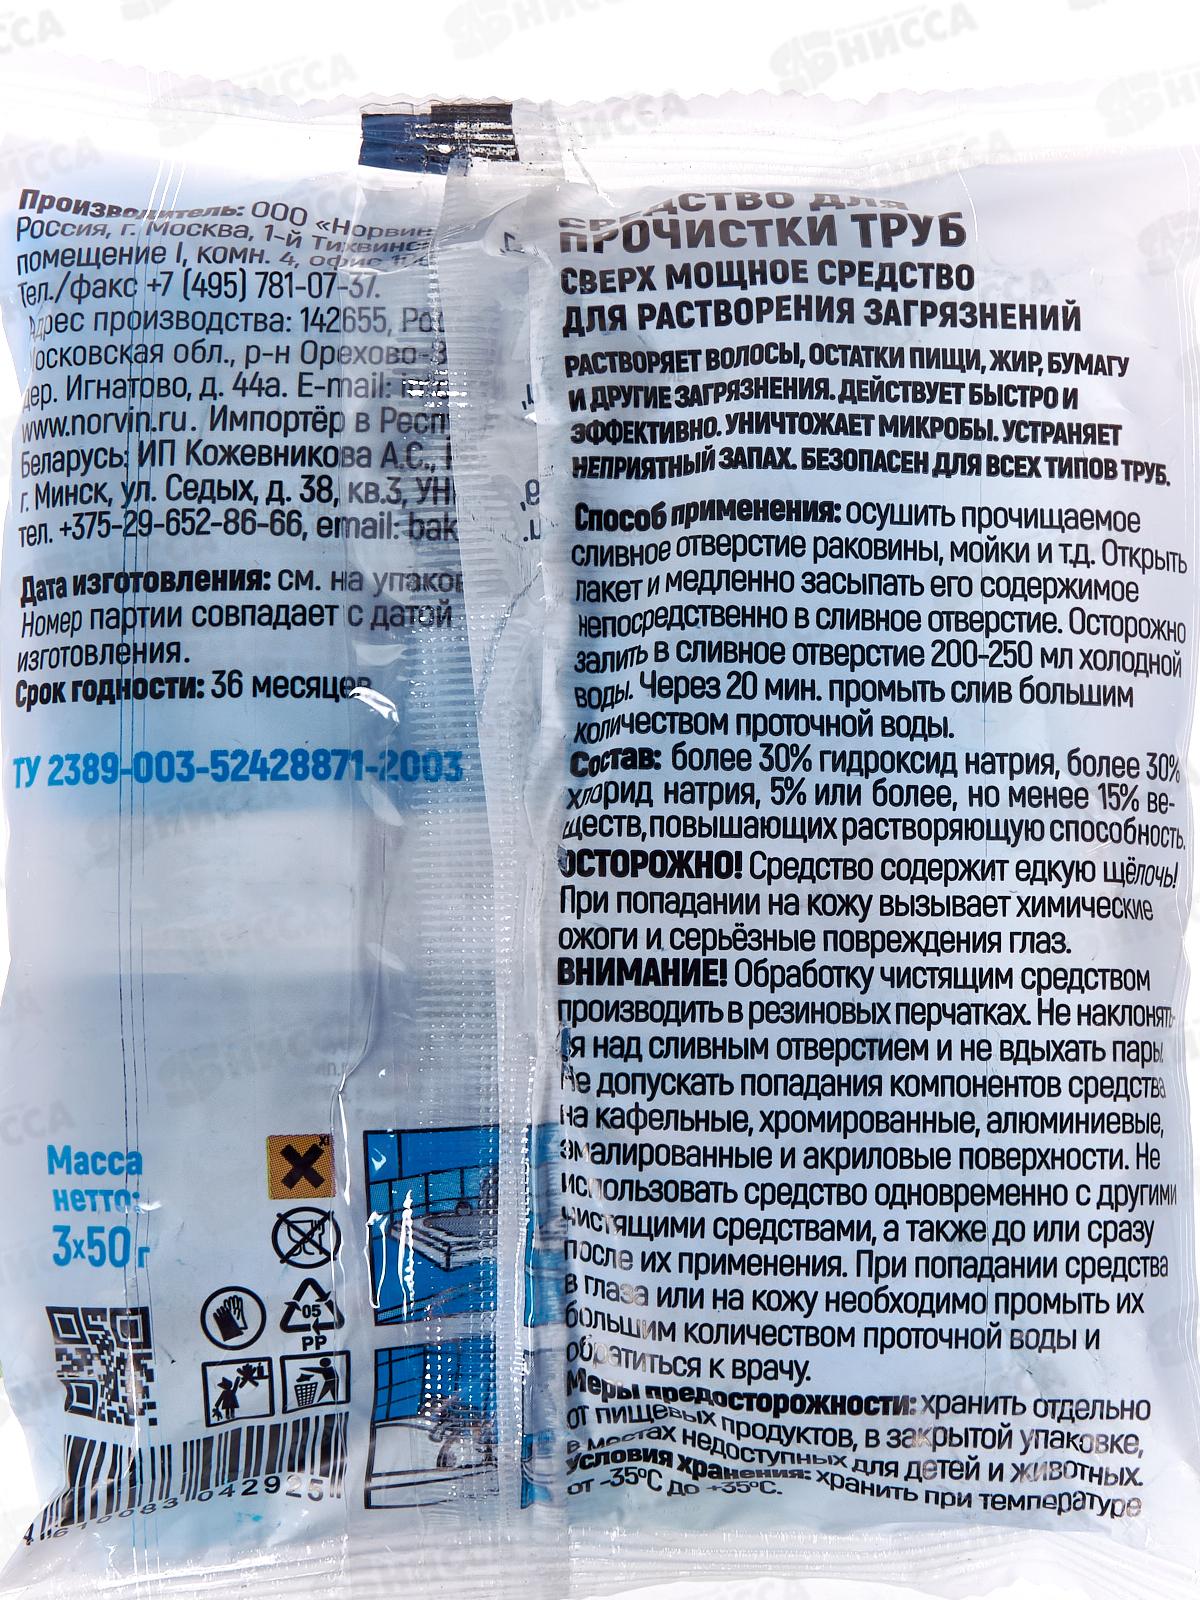 Производитель: ООО «Норвин
Россия, г. Москва, 1-й Тихвинс
помещение I, комн. 4, офис
Тел./факс +7 (495) 781-07-37.
Адрес производства: 142655, Рос
Московская обл., р-н Орехово-З
дер. Игнатово, д. 44а. E-mail:
www.norvin.ru. Импортёр в Респ
Беларусь: ИП Кожевникова А.С.,
г. Минск, ул. Седых, д. 38, кв.3, УН
тел. +375-29-652-86-66, email: bak
Дата изготовления: см. на упаков
Номер партии совпадает с датой
изготовления.
Срок годности: 36 месяцев
ТУ 2389-003-52428871-2003
Масса
нетто:
3x50 г
XI
05
PP
4 610083 042925
СРЕДСТВО ДЛЯ
ПРОЧИСТКИ ТРУБ
СВЕРХ МОЩНОЕ СРЕДСТВО
ДЛЯ РАСТВОРЕНИЯ ЗАГРЯЗНЕНИЙ
РАСТВОРЯЕТ ВОЛОСЫ, ОСТАТКИ ПИЩИ, ЖИР, БУМАГУ
И ДРУГИЕ ЗАГРЯЗНЕНИЯ. ДЕЙСТВУЕТ БЫСТРО И
ЭФФЕКТИВНО. УНИЧТОЖАЕТ МИКРОБЫ. УСТРАНЯЕТ
НЕПРИЯТНЫЙ ЗАПАХ. БЕЗОПАСЕН ДЛЯ ВСЕХ ТИПОВ ТРУБ.
Способ применения: осушить прочищаемое
сливное отверстие раковины, мойки и т.д. Открыть
пакет и медленно засыпать его содержимое
непосредственно в сливное отверстие. Осторожно
залить в сливное отверстие 200-250 мл холодной
воды. Через 20 мин. промыть слив большим
количеством проточной воды.
Состав: более 30% гидроксид натрия, более 30%
хлорид натрия, 5% или более, но менее 15% ве-
ществ, повышающих растворяющую способность.
ОСТОРОЖНО! Средство содержит едкую щёлочь!
При попадании на кожу вызывает химические
ожоги и серьёзные повреждения глаз.
ВНИМАНИЕ! Обработку чистящим средством
производить в резиновых перчатках. Не наклонять-
ся над сливным отверстием и не вдыхать пары.
Не допускать попадания компонентов средства
на кафельные, хромированные, алюминиевые,
эмалированные и акриловые поверхности. Не
использовать средство одновременно с другими
чистящими средствами, а также до или сразу
после их применения. При попадании средства
в глаза или на кожу необходимо промыть их
большим количеством проточной воды и
обратиться к врачу.
Меры предосторожности: хранить отдельно
от пищевых продуктов, в закрытой упаковке,
в местах недоступных для детей и животных.
Условия хранения: хранить при температуре
от -35°C до +35°C.